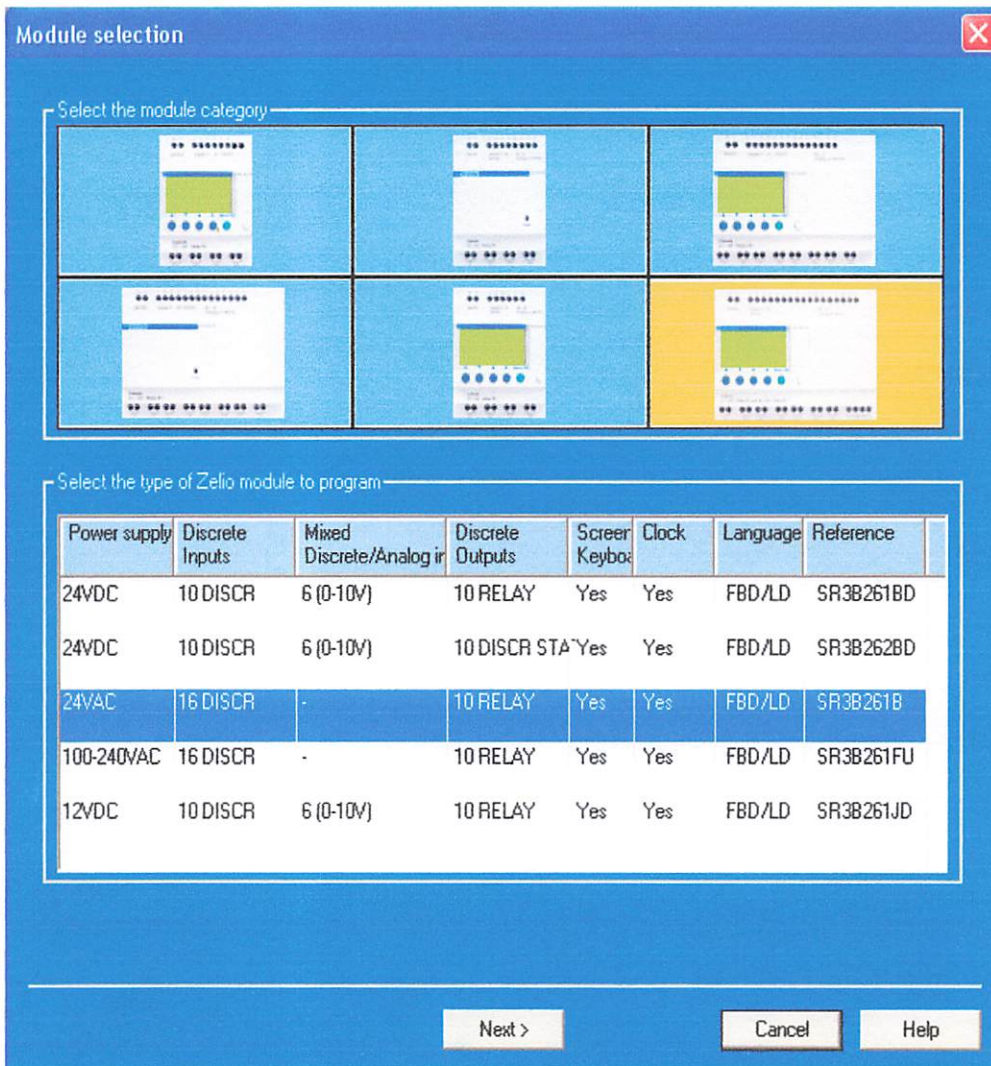 Module selection
Select the module category
Select the type of Zelio module to program
Power supply Discrete Inputs Mixed Discrete/Analog ir Discrete Outputs Screen Keyboa Clock Language Reference
24VDC 10 DISCR 6 (0-10V) 10 RELAY Yes Yes FBD/LD SR3B261BD
24VDC 10 DISCR 6 (0-10V) 10 DISCR STA Yes Yes FBD/LD SR3B262BD
24VAC 16 DISCR - 10 RELAY Yes Yes FBD/LD SR3B261B
100-240VAC 16 DISCR - 10 RELAY Yes Yes FBD/LD SR3B261FU
12VDC 10 DISCR 6 (0-10V) 10 RELAY Yes Yes FBD/LD SR3B261JD
Next >
Cancel
Help